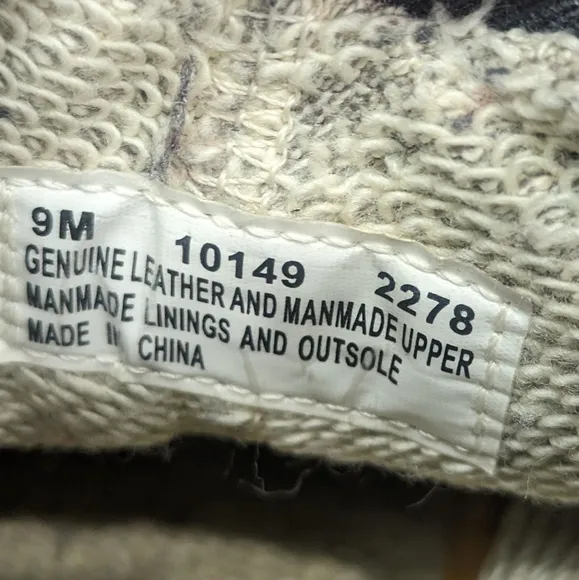 9M 10149 2278
GENUINE LEATHER AND MANMADE UPPER
MANMADE LININGS AND OUTSOLE
MADE IN CHINA